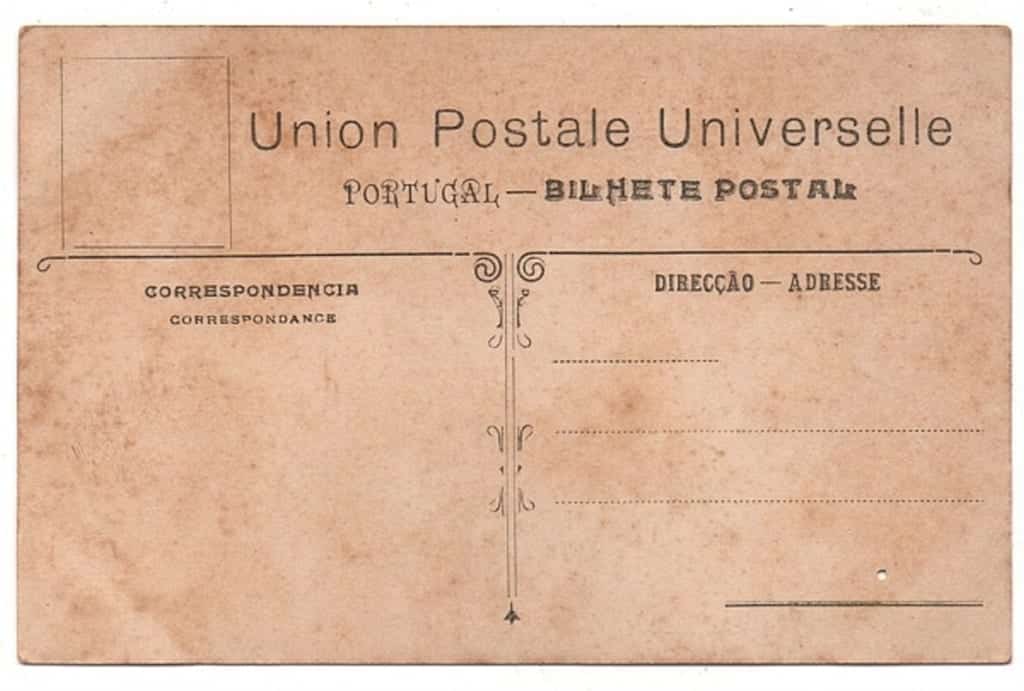 Union Postale Universelle
PORTUGAL — BILHETE POSTAL
CORRESPONDENCIA
CORRESPONDANCE
DIRECÇÃO — ADRESSE